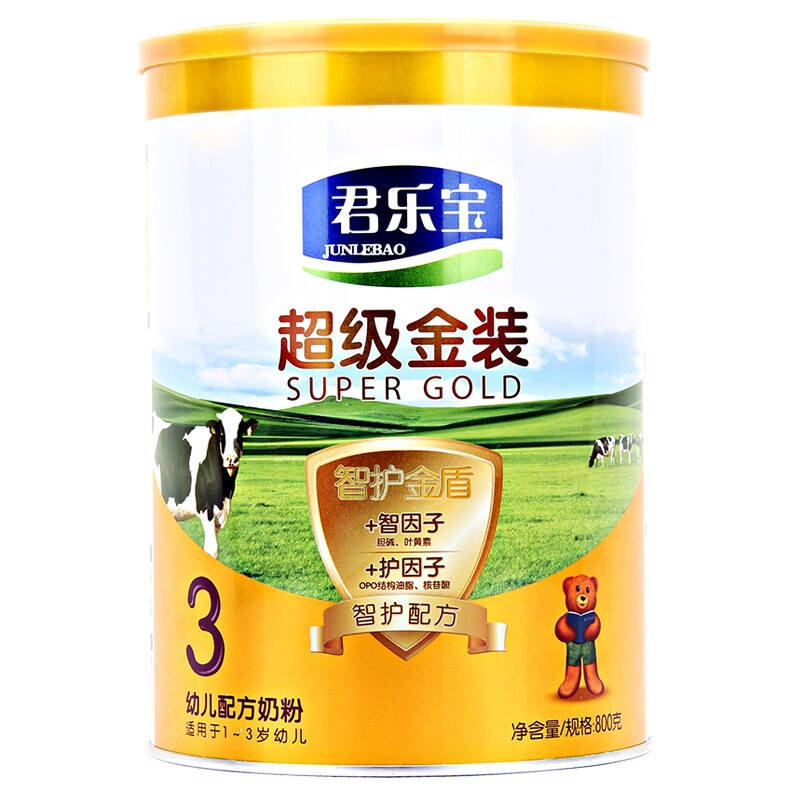 君乐宝
JUNLEBAO
超级金装
SUPER GOLD
智护金盾
+智因子
胆碱、叶黄素
+护因子
OPO结构油脂、核苷酸
智护配方
3
幼儿配方奶粉
适用于1~3岁幼儿
净含量/规格:800克